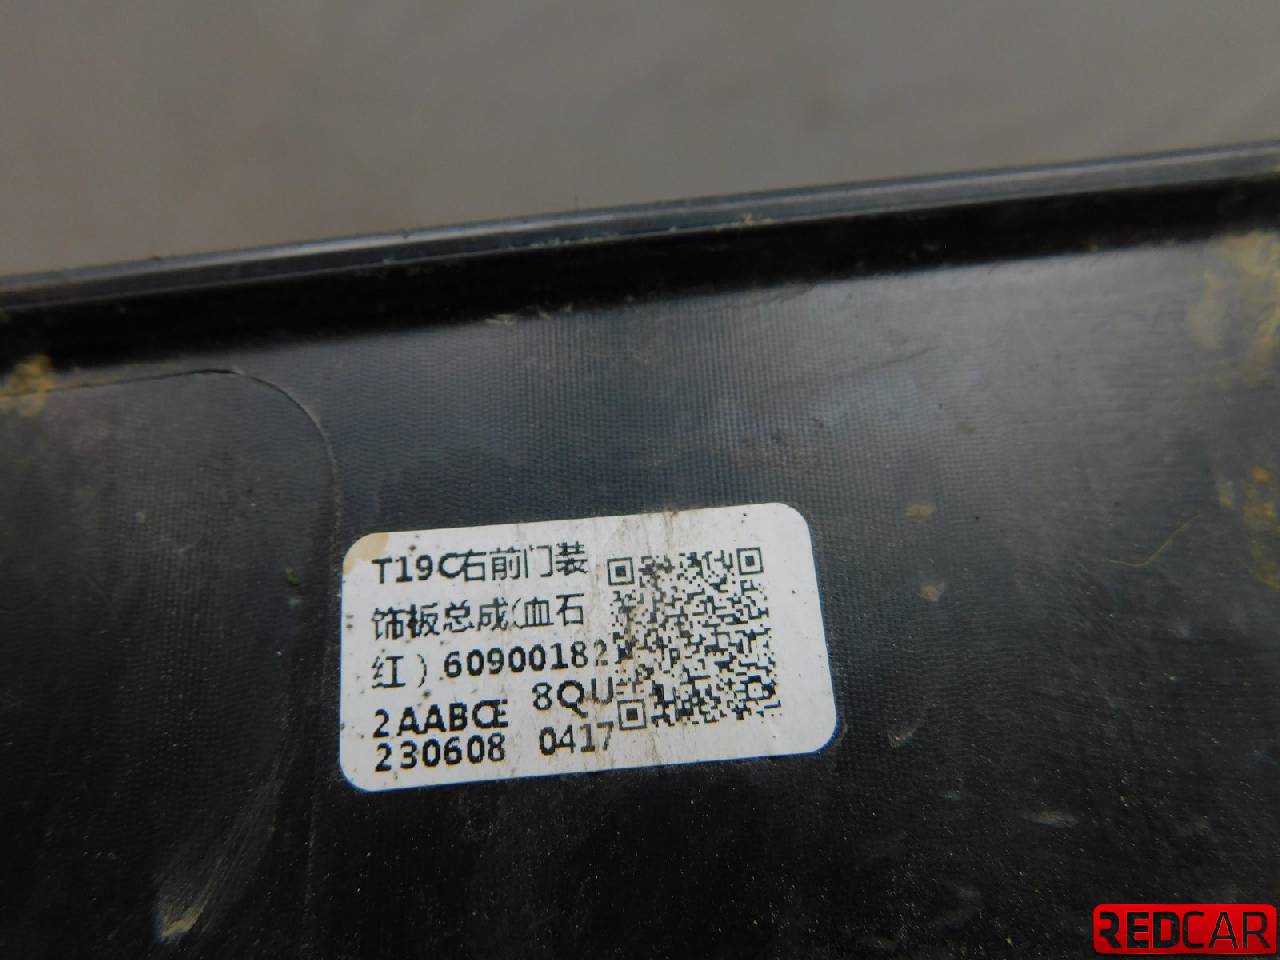 T19C右前门装
饰板总成(血石
红) 60900182
2AABCE 8QU
230608 0417
REDCAR